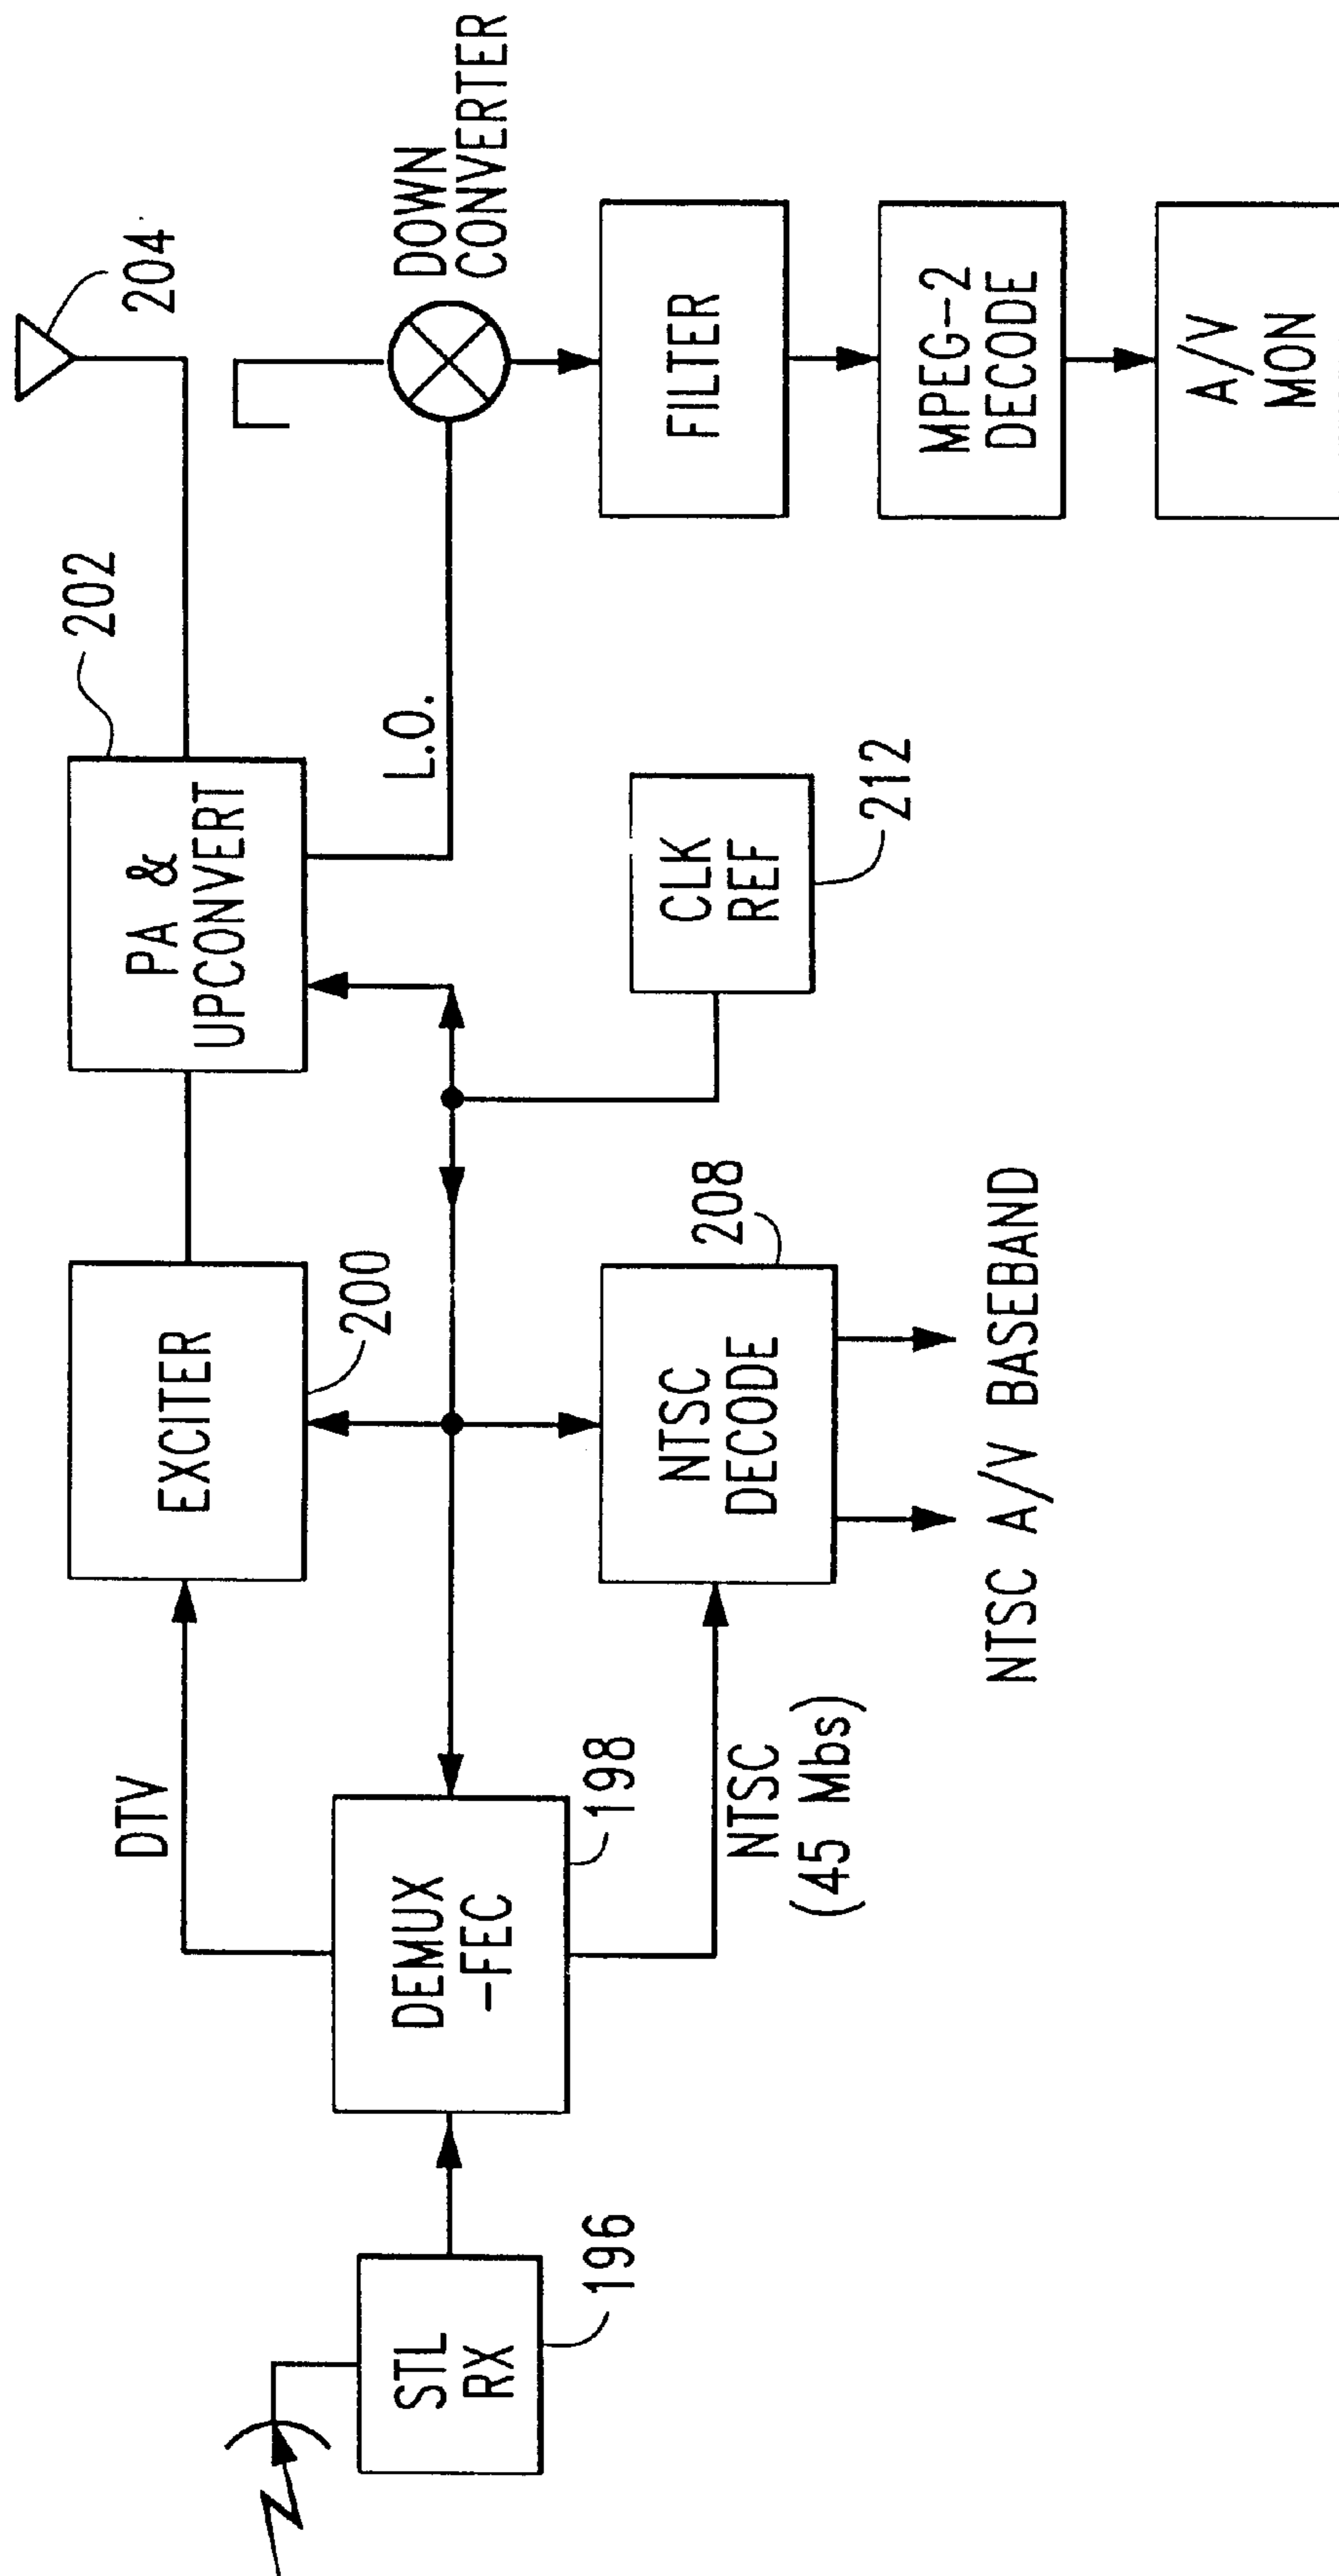 204
202
PA &
UPCONVERT
DOWN
CONVERTER
L.O.
EXCITER
200
DTV
CLK
REF
212
FILTER
DEMUX
-FEC
198
NTSC
DECODE
208
MPEG-2
DECODE
STL
RX
196
NTSC
(45 Mbs)
NTSC A/V BASEBAND
A/V
MON